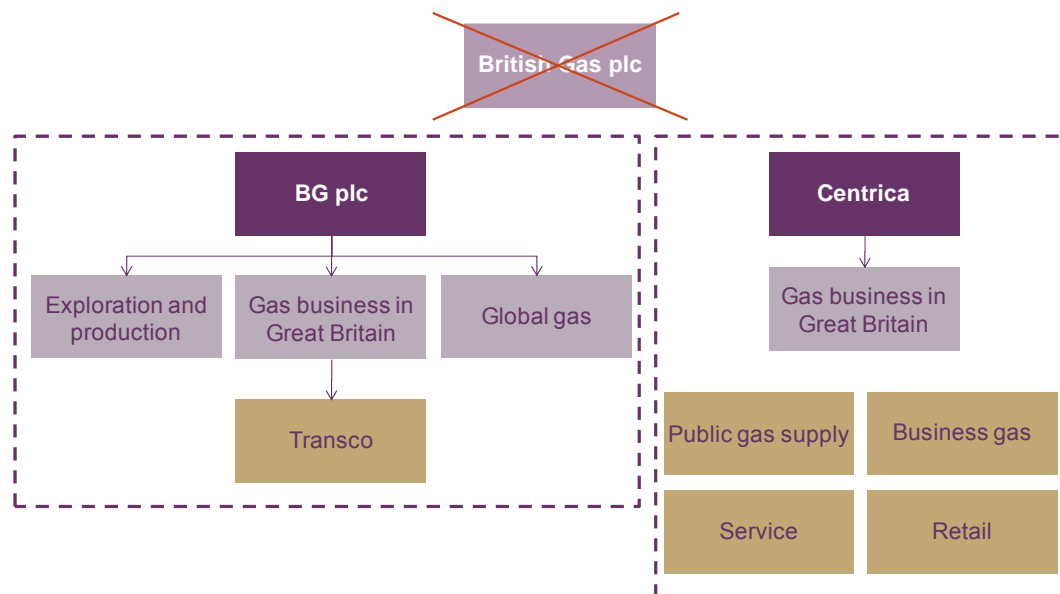 British Gas plc
BG plc
Centrica
Exploration and
production
Gas business in
Great Britain
Global gas
Gas business in
Great Britain
Transco
Public gas supply
Business gas
Service
Retail